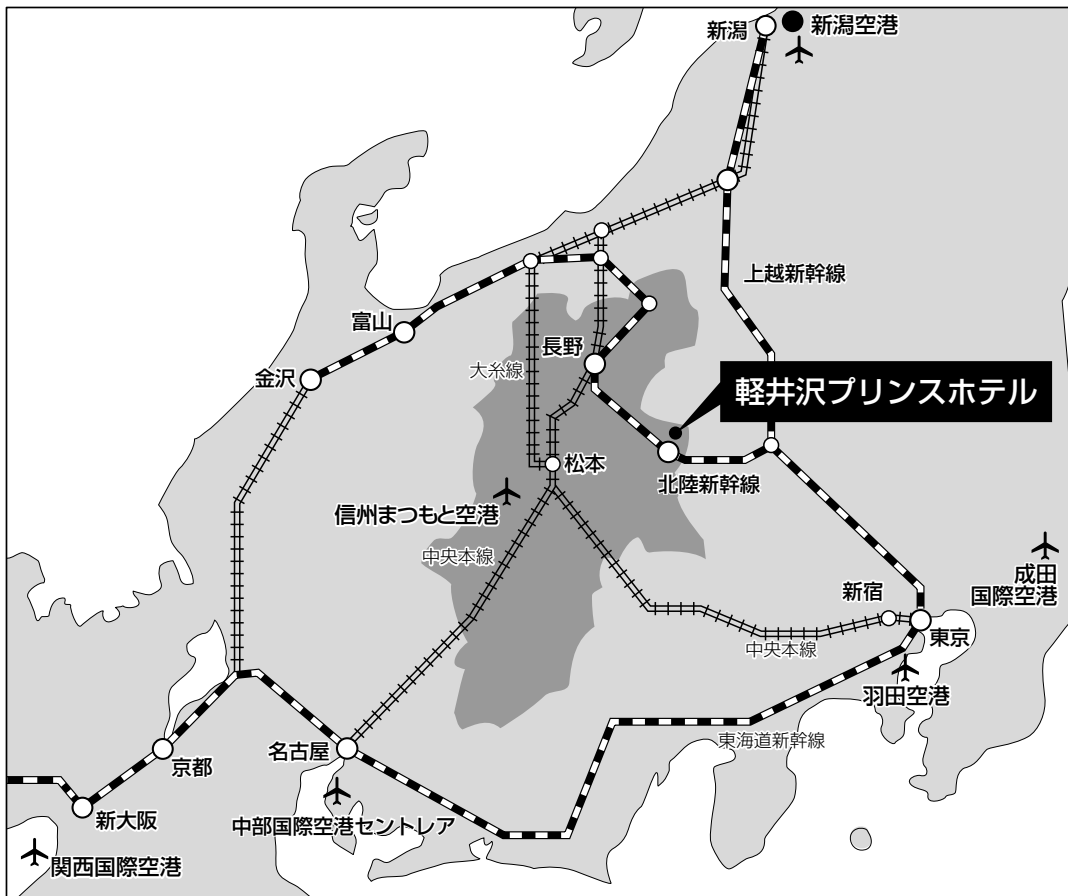 新潟
新潟空港
上越新幹線
富山
長野
金沢
大糸線
軽井沢プリンスホテル
松本
北陸新幹線
信州まつもと空港
中央本線
成田
国際空港
新宿
東京
中央本線
羽田空港
東海道新幹線
名古屋
京都
新大阪
中部国際空港セントレア
関西国際空港